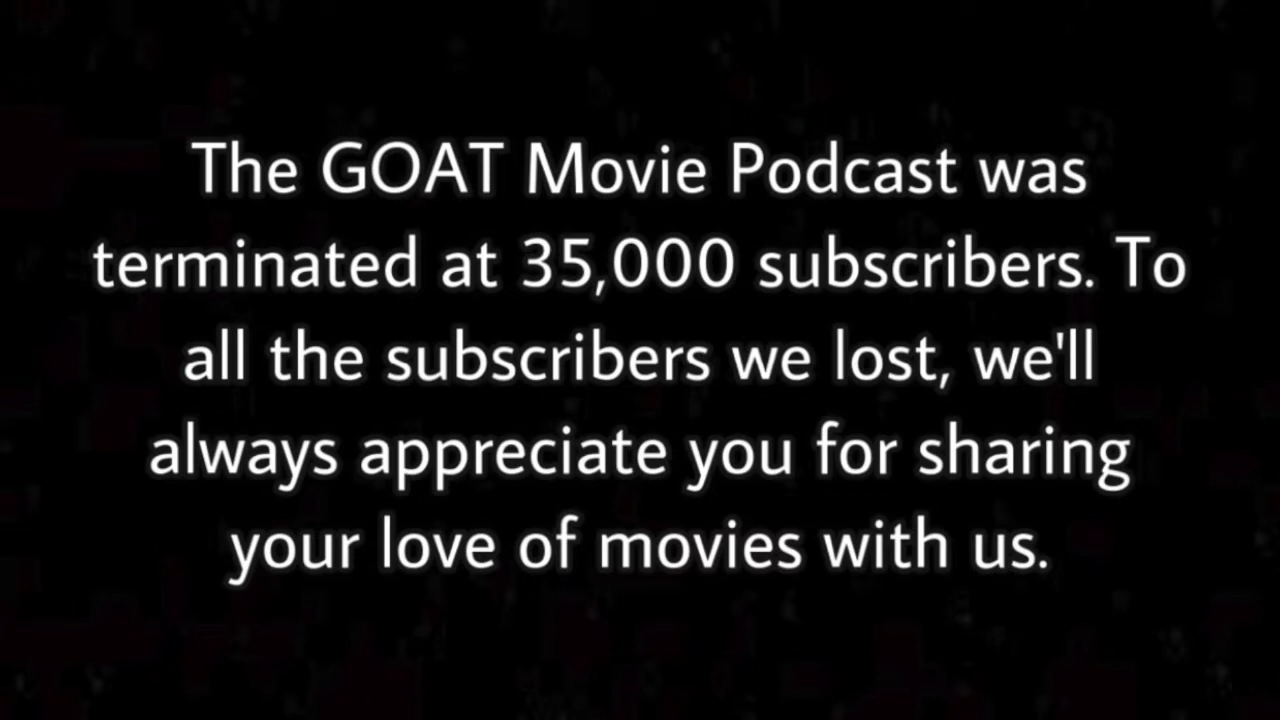 The GOAT Movie Podcast was
terminated at 35,000 subscribers. To
all the subscribers we lost, we'll
always appreciate you for sharing
your love of movies with us.